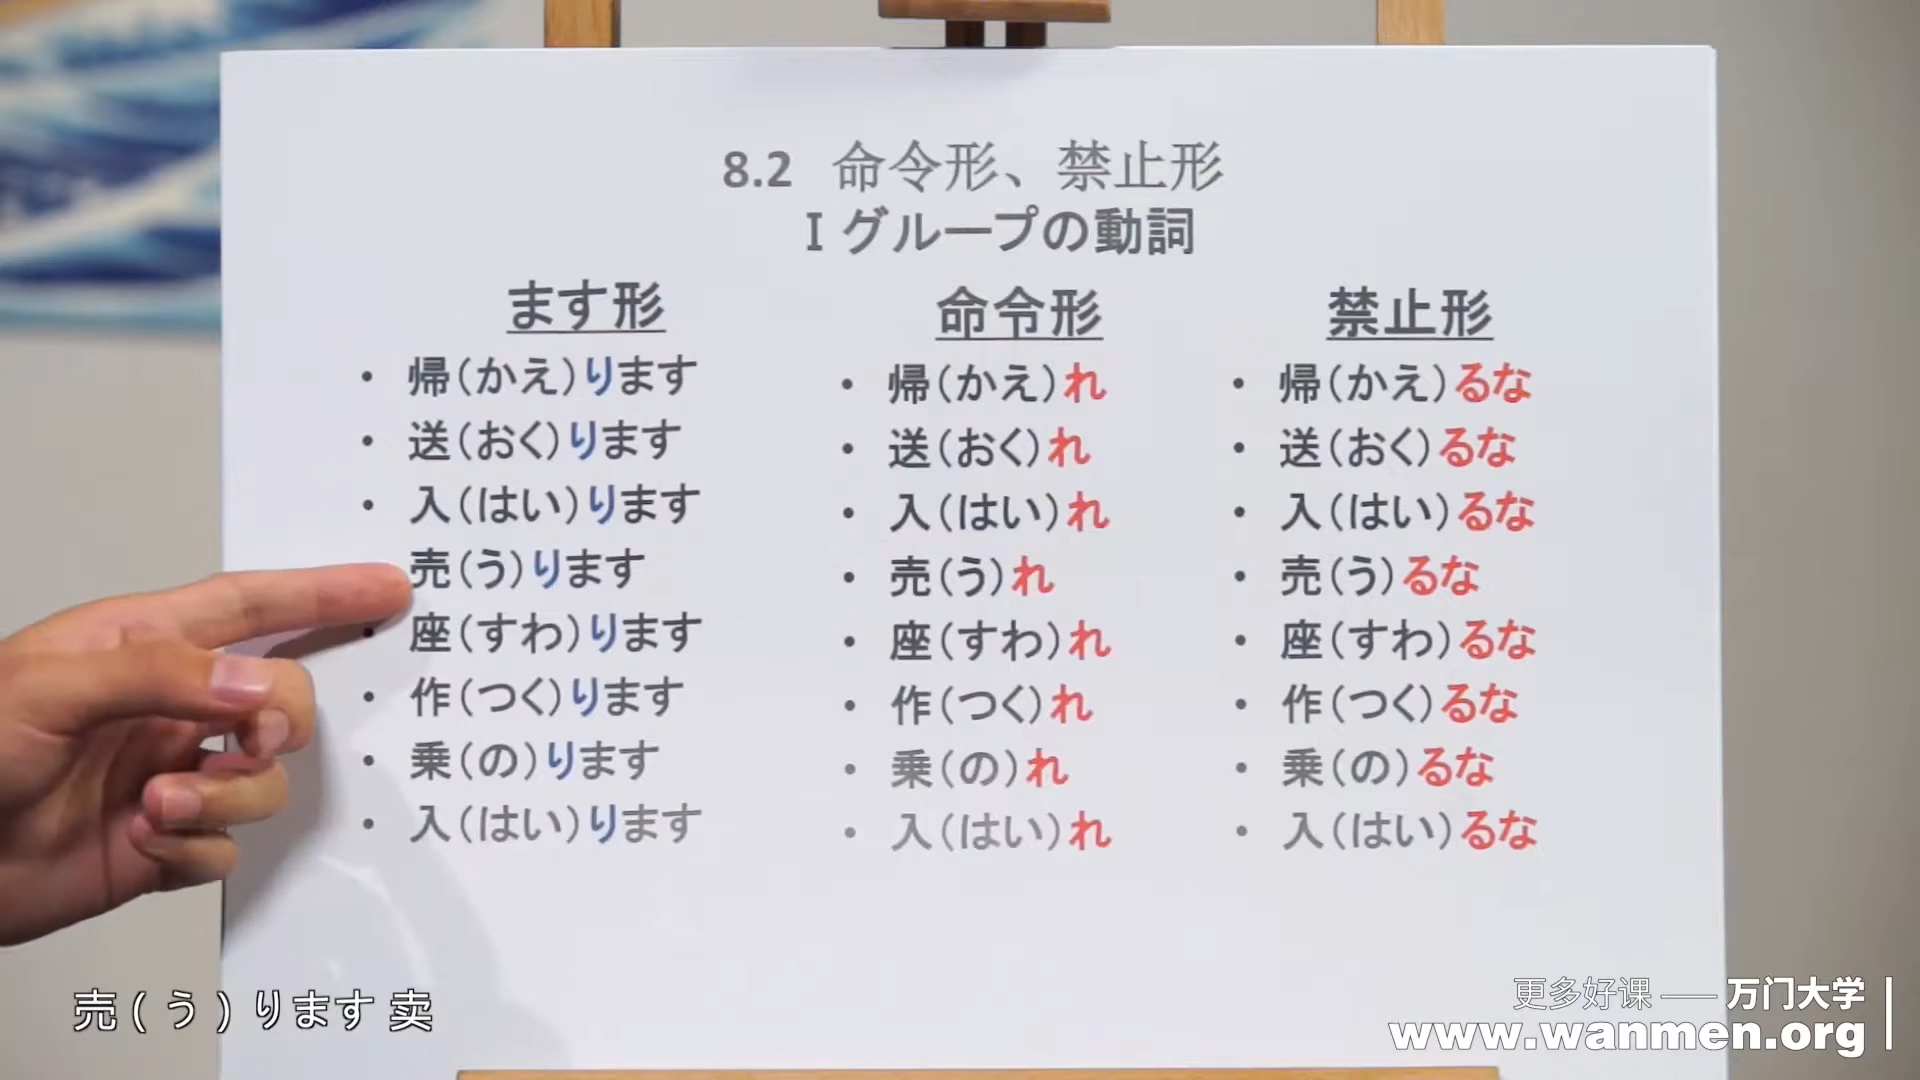 8.2 命令形、禁止形
I グループの動詞
ます形 命令形 禁止形
• 帰(かえ)ります • 帰(かえ)れ • 帰(かえ)るな
• 送(おく)ります • 送(おく)れ • 送(おく)るな
• 入(はい)ります • 入(はい)れ • 入(はい)るな
売(う)ります • 売(う)れ • 売(う)るな
• 座(すわ)ります • 座(すわ)れ • 座(すわ)るな
• 作(つく)ります • 作(つく)れ • 作(つく)るな
• 乗(の)ります • 乗(の)れ • 乗(の)るな
• 入(はい)ります • 入(はい)れ • 入(はい)るな
売(う)ります 卖
更多好课 —— 万门大学
www.wanmen.org